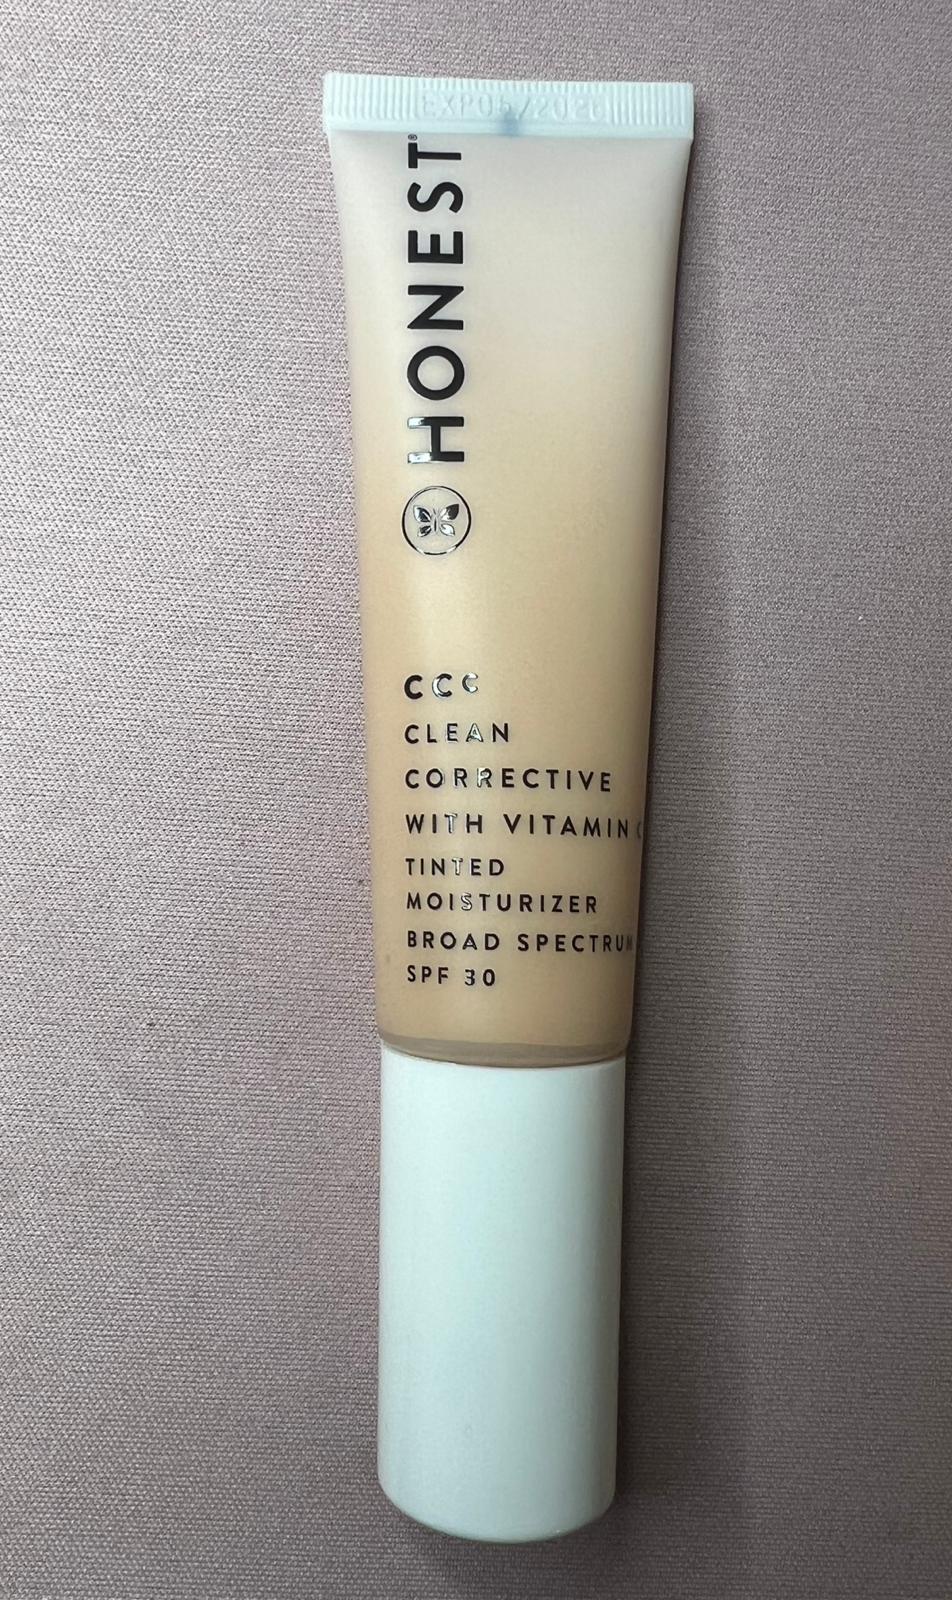 EXP05/2026
HONEST®
CCC
CLEAN
CORRECTIVE
WITH VITAMIN C
TINTED
MOISTURIZER
BROAD SPECTRUM
SPF 30